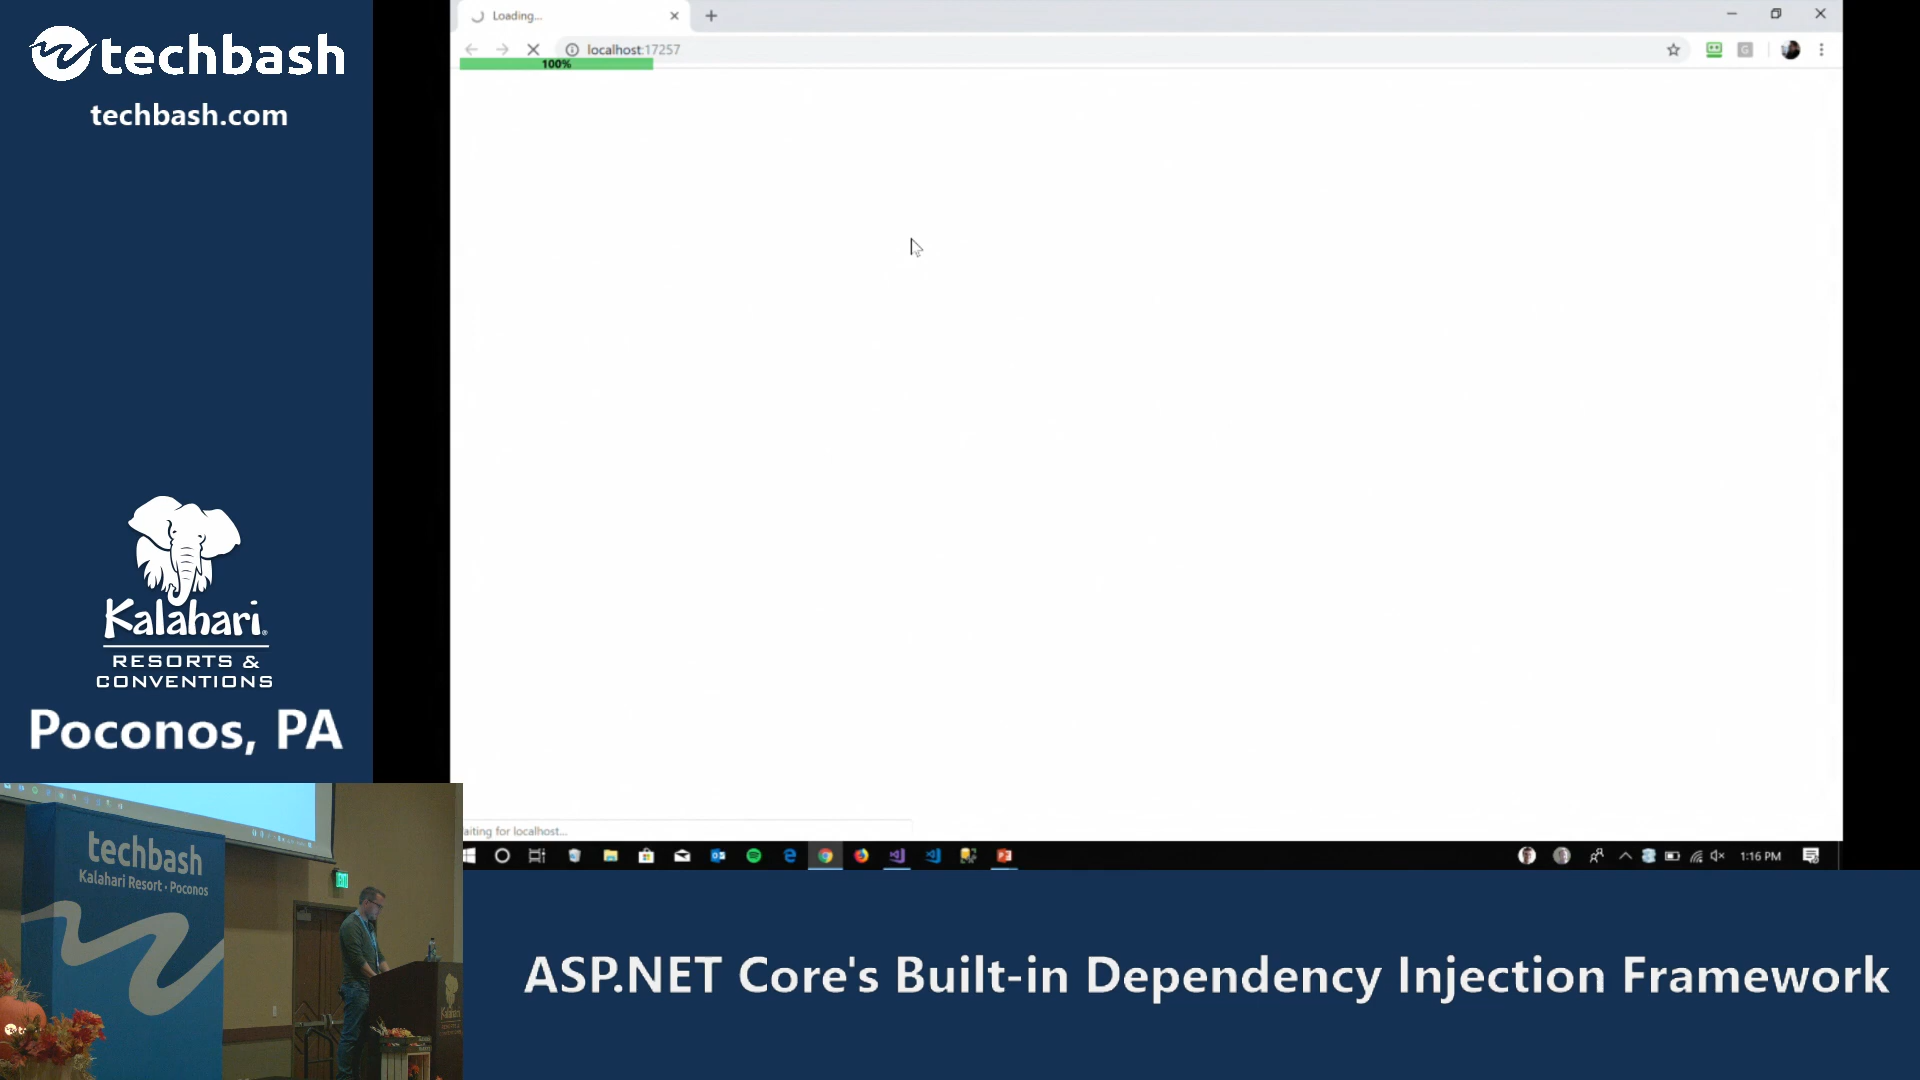 techbash
techbash.com
Kalahari
RESORTS &
CONVENTIONS
Poconos, PA
Loading...
localhost:17257
100%
aiting for localhost...
1:16 PM
techbash
Kalahari Resort • Poconos
ASP.NET Core's Built-in Dependency Injection Framework